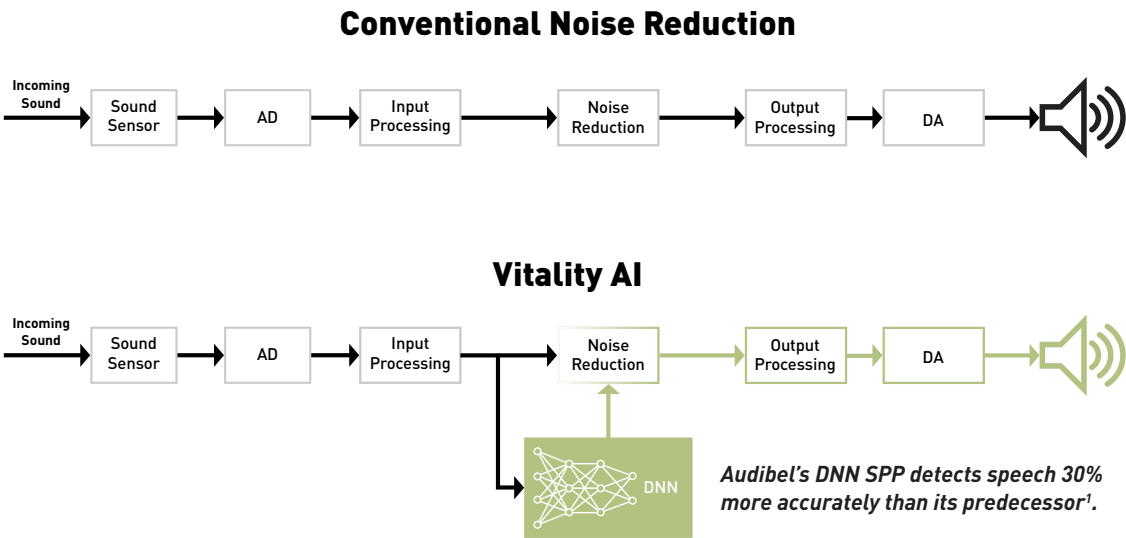 Conventional Noise Reduction
Incoming
Sound
Sound
Sensor
AD
Input
Processing
Noise
Reduction
Output
Processing
DA
Vitality AI
Incoming
Sound
Sound
Sensor
AD
Input
Processing
Noise
Reduction
Output
Processing
DA
DNN
Audibel’s DNN SPP detects speech 30%
more accurately than its predecessor¹.